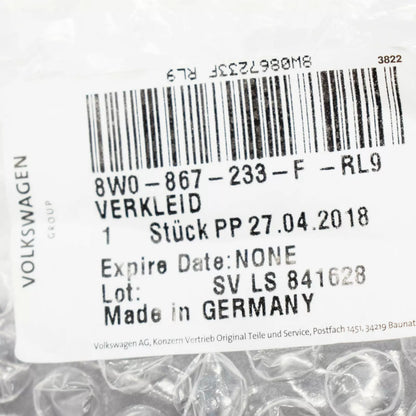 3822
8W0867233F RL9
8W0-867-233-F -RL9
VERKLEID
1 Stück PP 27.04.2018
Expire Date:NONE
Lot: SV LS 841628
Made in GERMANY
Volkswagen AG, Konzern Vertrieb Original Teile und Service, Postfach 1451, 34219 Baunat
VOLKSWAGEN
GROUP